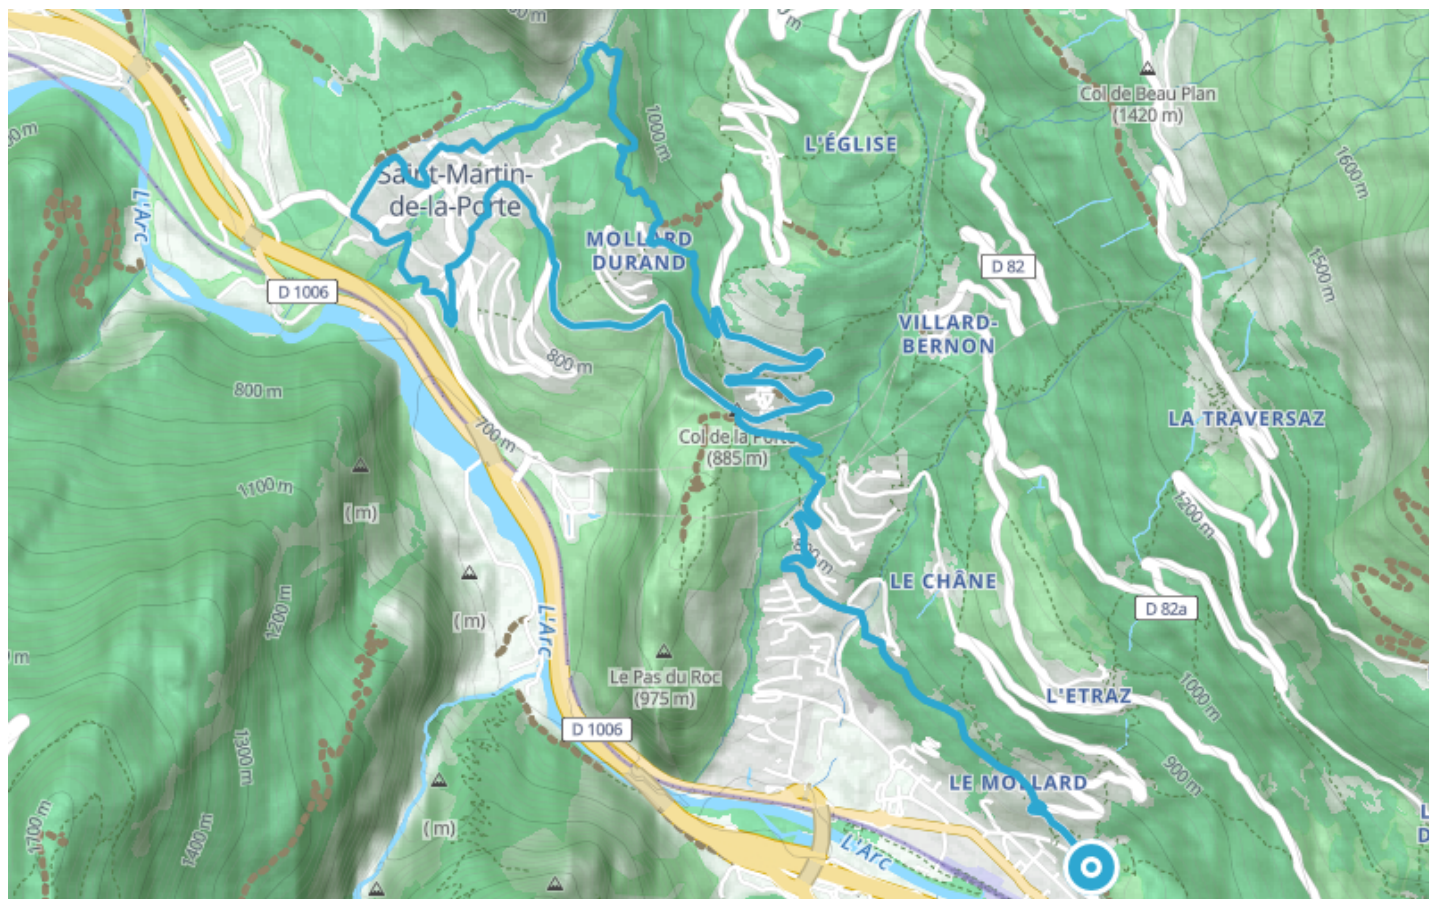 1000 m
Col de Beau Plan
(1420 m)
L'ÉGLISE
1600 m
Saint-Martin-
de-la-Porte
L'Arc
MOLLARD
DURAND
D 82
1500 m
D 1006
VILLARD-
BERNON
800 m
800 m
LA TRAVERSAZ
700 m
Col de la Porte
(885 m)
1100 m
( m)
1200 m
800 m
LE CHÂNE
D 82a
1200 m
( m)
L'Arc
m
Le Pas du Roc
(975 m)
L'ETRAZ
1000 m
D 1006
1300 m
LE MOLLARD
900 m
( m)
1700 m
1400 m
L'Arc